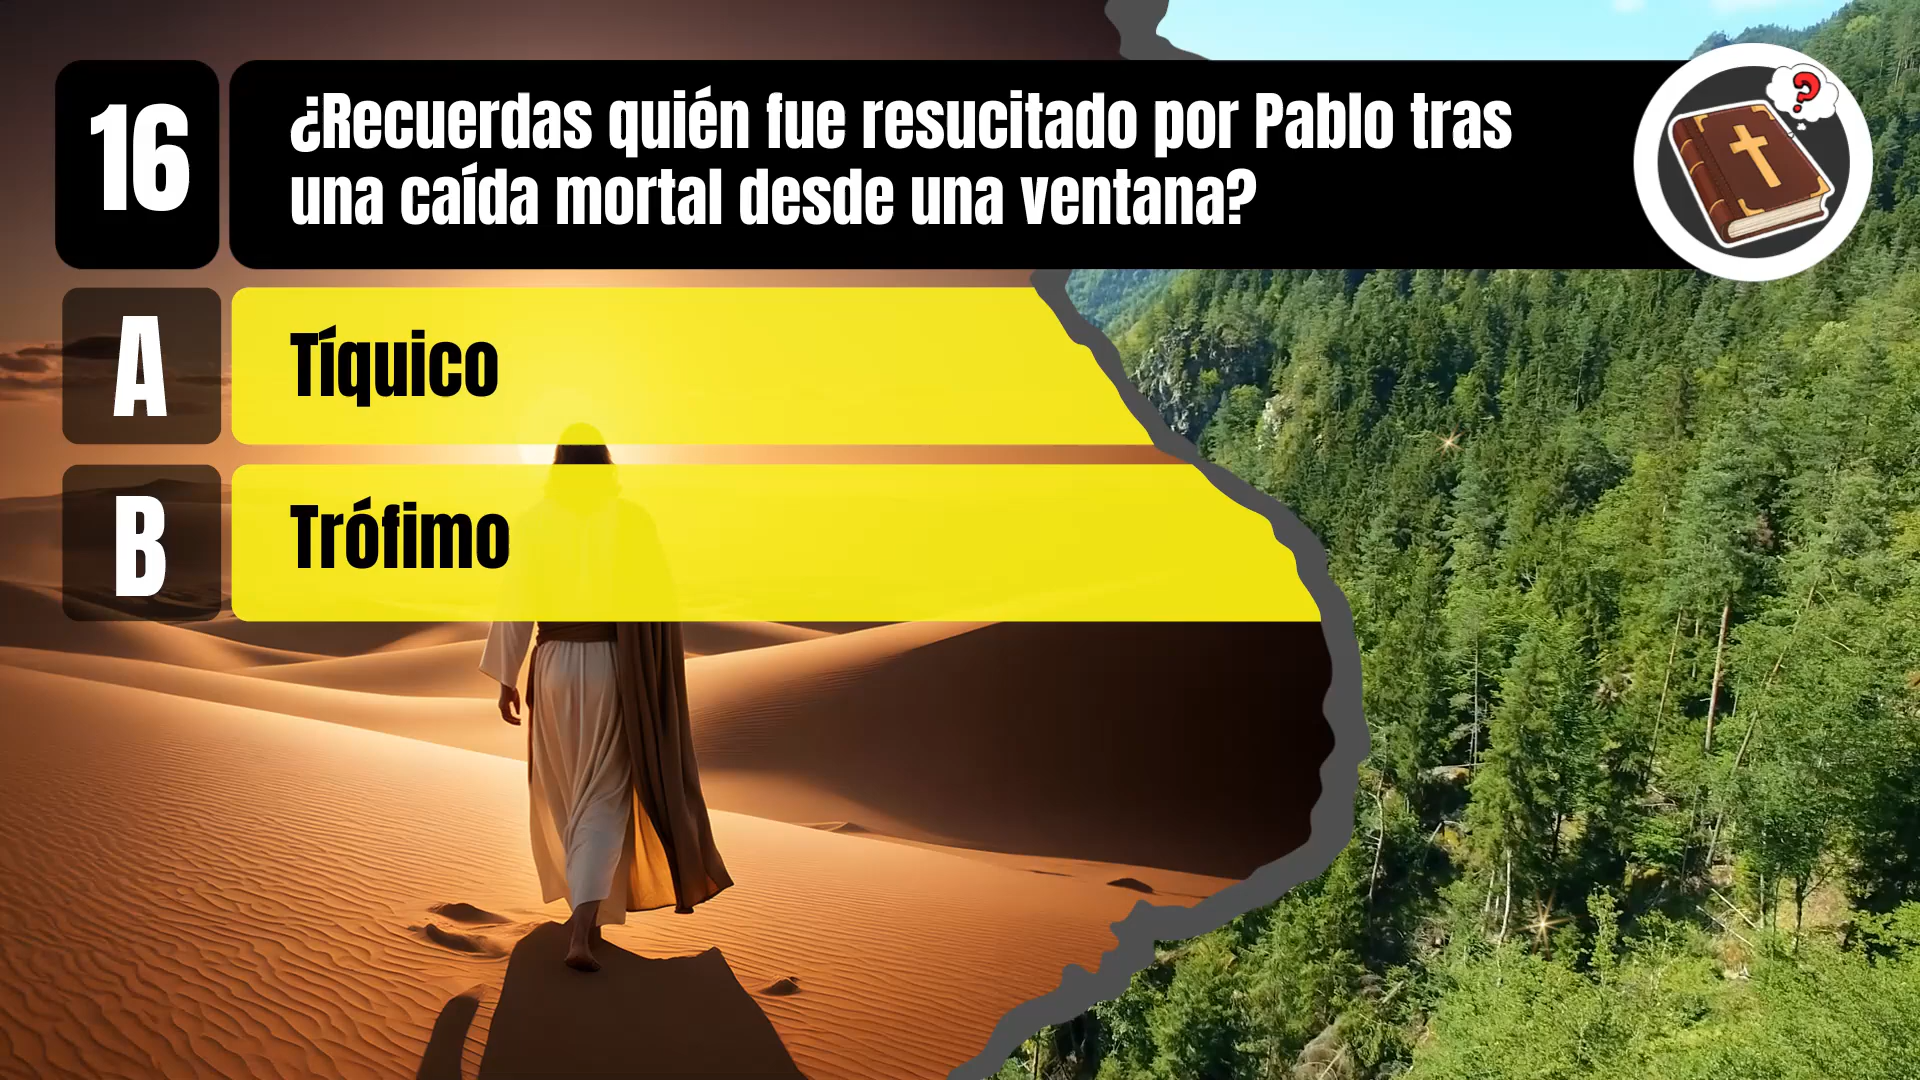 16
¿Recuerdas quién fue resucitado por Pablo tras
una caída mortal desde una ventana?
A
Tíquico
B
Trófimo
?